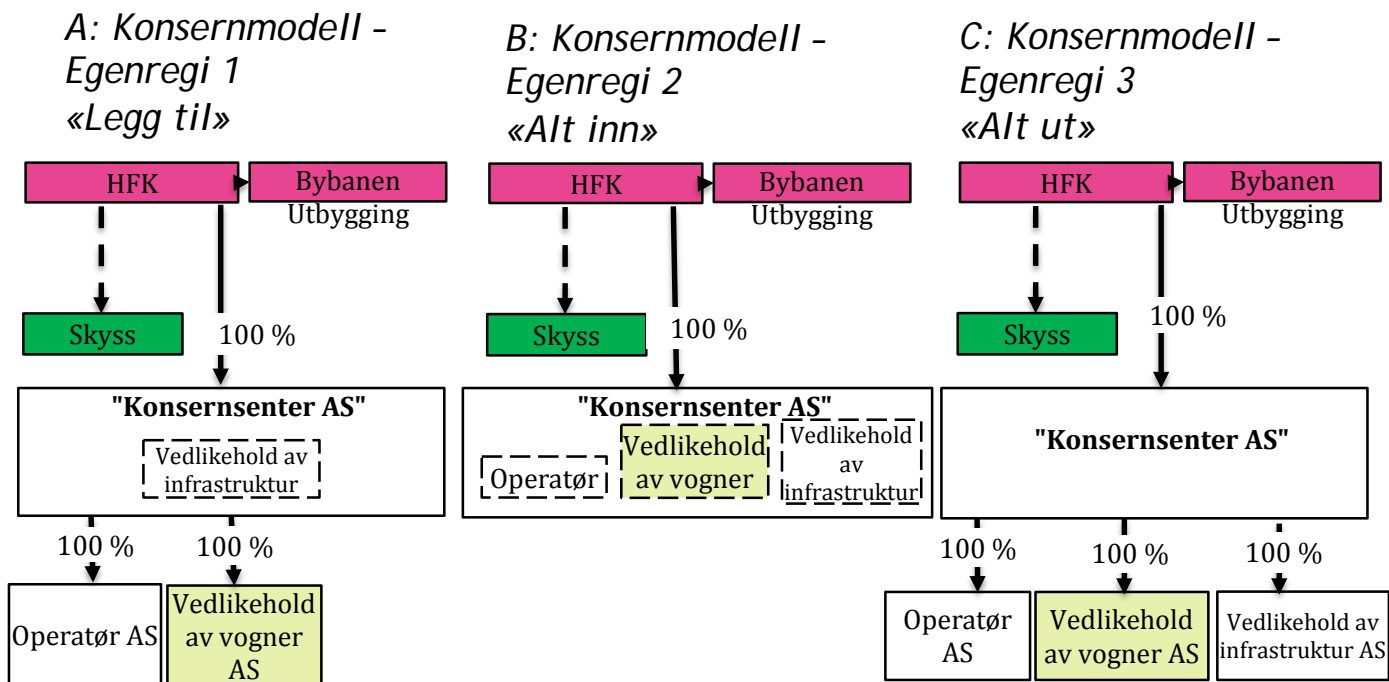 A: Konsernmodell -
Egenregi 1
«Legg til»
HFK
Bybanen
Utbygging
Skyss
100 %
"Konsernsenter AS"
Vedlikehold av
infrastruktur
100 %
100 %
Operatør AS
Vedlikehold
av vogner
AS
B: Konsernmodell -
Egenregi 2
«Alt inn»
HFK
Bybanen
Utbygging
Skyss
100 %
"Konsernsenter AS"
Operatør
Vedlikehold
av vogner
Vedlikehold
av
infrastruktur
C: Konsernmodell -
Egenregi 3
«Alt ut»
HFK
Bybanen
Utbygging
Skyss
100 %
"Konsernsenter AS"
100 %
100 %
100 %
Operatør
AS
Vedlikehold
av vogner AS
Vedlikehold av
infrastruktur AS